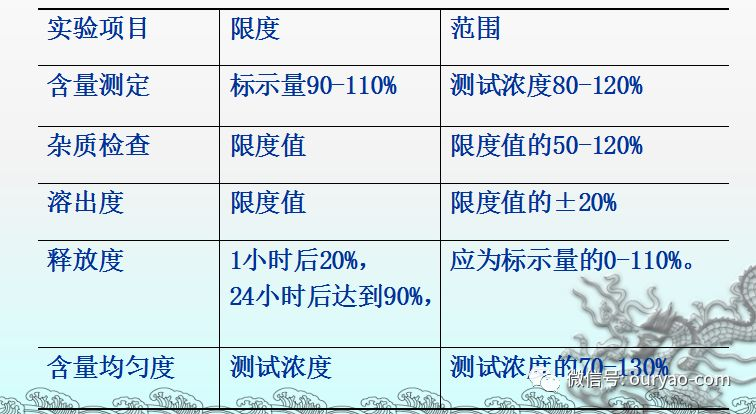 实验项目 限度 范围
含量测定 标示量90-110% 测试浓度80-120%
杂质检查 限度值 限度值的50-120%
溶出度 限度值 限度值的±20%
释放度 1小时后20%, 应为标示量的0-110%。
24小时后达到90%,
含量均匀度 测试浓度 测试浓度的70-130%
微信号: ouryao-com